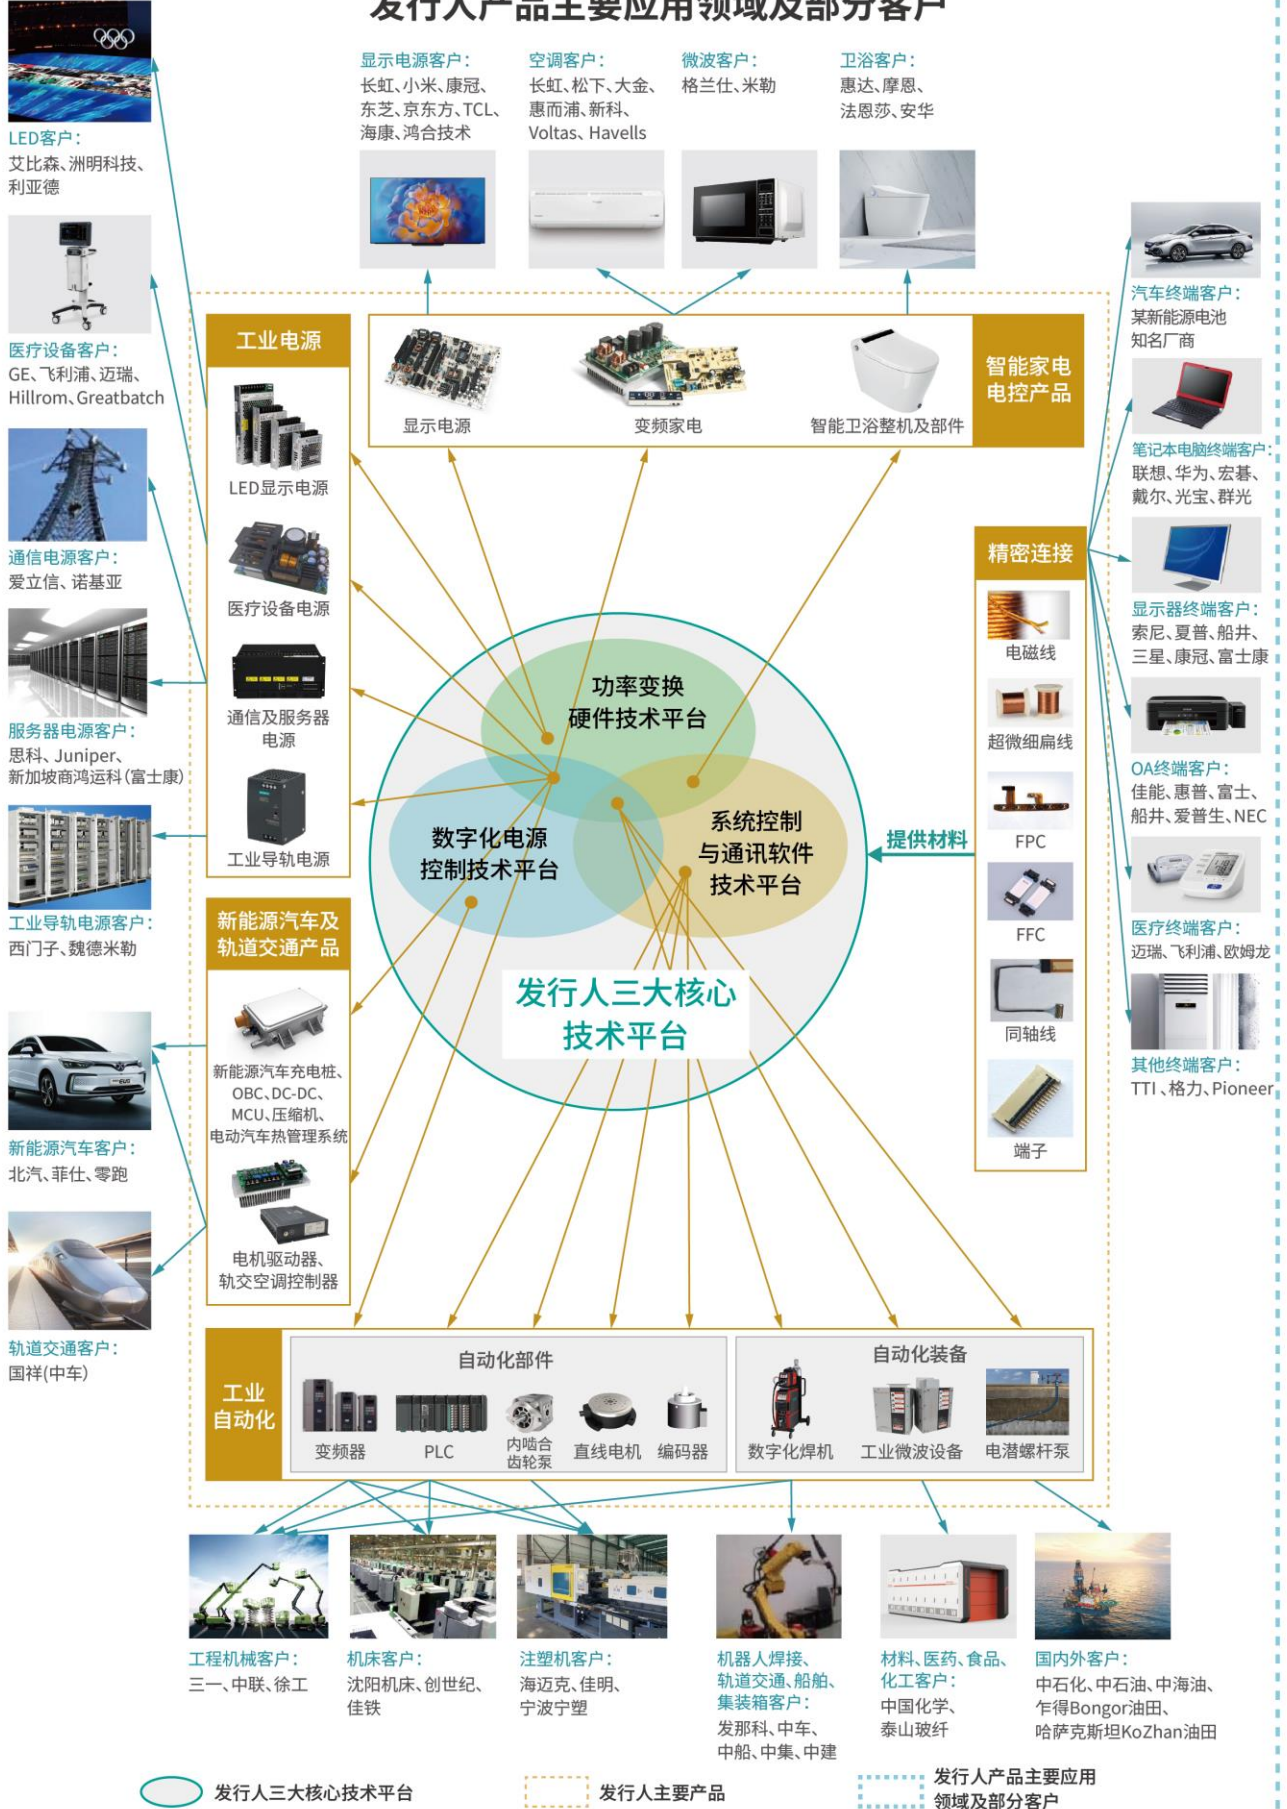 发行人产品主要应用领域及部分客户
显示电源客户：
长虹、小米、康冠、
东芝、京东方、TCL、
海康、鸿合技术
空调客户：
长虹、松下、大金、
惠而浦、新科、
Voltas、Havells
微波客户：
格兰仕、米勒
卫浴客户：
惠达、摩恩、
法恩莎、安华
LED客户：
艾比森、洲明科技、
利亚德
医疗设备客户：
GE、飞利浦、迈瑞、
Hillrom、Greatbatch
通信电源客户：
爱立信、诺基亚
服务器电源客户：
思科、Juniper、
新加坡商鸿运科（富士康）
工业导轨电源客户：
西门子、魏德米勒
新能源汽车客户：
北汽、菲仕、零跑
轨道交通客户：
国祥(中车）
工业电源
LED显示电源
医疗设备电源
通信及服务器
电源
工业导轨电源
新能源汽车及
轨道交通产品
新能源汽车充电桩、
OBC、DC-DC、
MCU、压缩机、
电动汽车热管理系统
电机驱动器、
轨交空调控制器
显示电源
变频家电
智能卫浴整机及部件
智能家电
电控产品
功率变换
硬件技术平台
数字化电源
控制技术平台
系统控制
与通讯软件
技术平台
发行人三大核心
技术平台
提供材料
精密连接
电磁线
超微细扁线
FPC
FFC
同轴线
端子
汽车终端客户：
某新能源电池
知名厂商
笔记本电脑终端客户：
联想、华为、宏碁、
戴尔、光宝、群光
显示器终端客户：
索尼、夏普、船井、
三星、康冠、富士康
OA终端客户：
佳能、惠普、富士、
船井、爱普生、NEC
医疗终端客户：
迈瑞、飞利浦、欧姆龙
其他终端客户：
TTI、格力、Pioneer
工业
自动化
自动化部件
变频器
PLC
内啮合
齿轮泵
直线电机
编码器
自动化装备
数字化焊机
工业微波设备
电潜螺杆泵
工程机械客户：
三一、中联、徐工
机床客户：
沈阳机床、创世纪、
佳铁
注塑机客户：
海迈克、佳明、
宁波宁塑
机器人焊接、
轨道交通、船舶、
集装箱客户：
发那科、中车、
中船、中集、中建
材料、医药、食品、
化工客户：
中国化学、
泰山玻纤
国内外客户：
中石化、中石油、中海油、
乍得Bongor油田、
哈萨克斯坦KoZhan油田
发行人三大核心技术平台
发行人主要产品
发行人产品主要应用
领域及部分客户